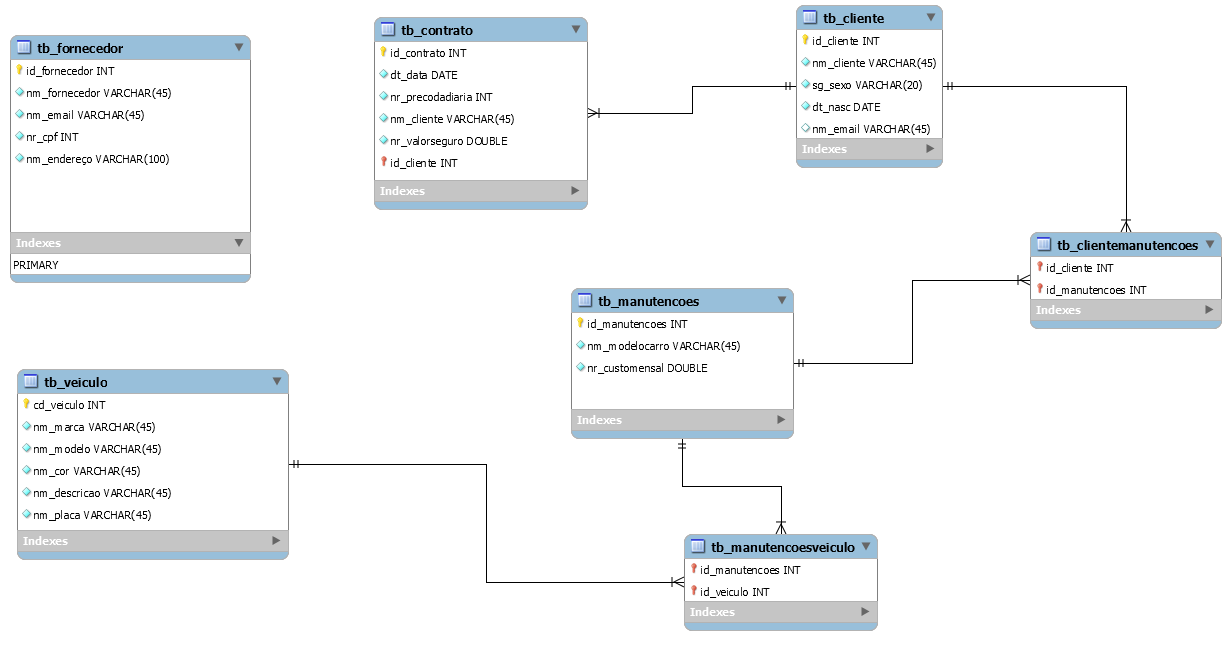 tb_fornecedor
id_fornecedor INT
nm_fornecedor VARCHAR(45)
nm_email VARCHAR(45)
nr_cpf INT
nm_endereço VARCHAR(100)
Indexes
PRIMARY
tb_contrato
id_contrato INT
dt_data DATE
nr_precodadiaria INT
nm_cliente VARCHAR(45)
nr_valorseguro DOUBLE
id_cliente INT
Indexes
tb_cliente
id_cliente INT
nm_cliente VARCHAR(45)
sg_sexo VARCHAR(20)
dt_nasc DATE
nm_email VARCHAR(45)
Indexes
tb_clientemanutencoes
id_cliente INT
id_manutencoes INT
Indexes
tb_manutencoes
id_manutencoes INT
nm_modelocarro VARCHAR(45)
nr_customensal DOUBLE
Indexes
tb_veiculo
cd_veiculo INT
nm_marca VARCHAR(45)
nm_modelo VARCHAR(45)
nm_cor VARCHAR(45)
nm_descricao VARCHAR(45)
nm_placa VARCHAR(45)
Indexes
tb_manutencoesveiculo
id_manutencoes INT
id_veiculo INT
Indexes